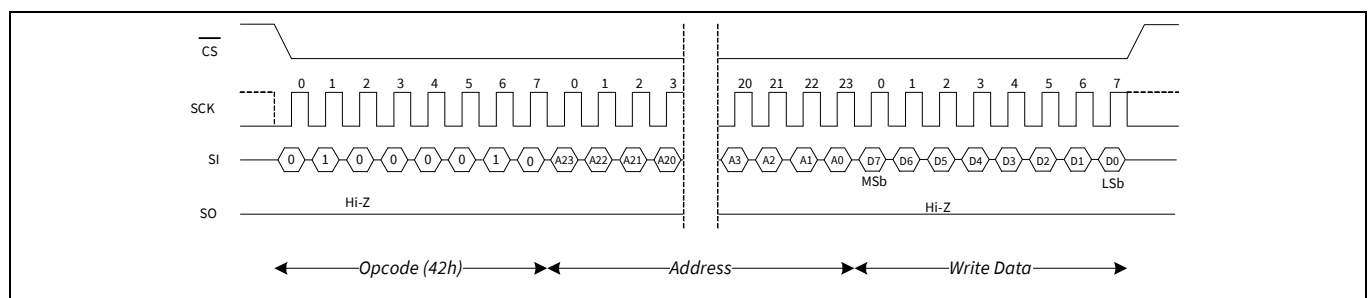 CS
0 1 2 3 4 5 6 7 0 1 2 3 20 21 22 23 0 1 2 3 4 5 6 7
SCK
SI 0 1 0 0 0 0 1 0 A23 A22 A21 A20 A3 A2 A1 A0 D7 D6 D5 D4 D3 D2 D1 D0
MSb LSb
Hi-Z Hi-Z
SO
Opcode (42h) Address Write Data